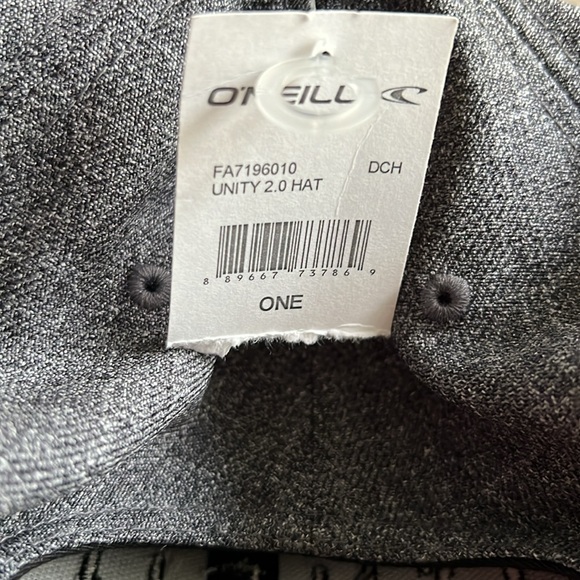 O'NEILL
FA7196010 DCH
UNITY 2.0 HAT
8 89667 73786 9
ONE